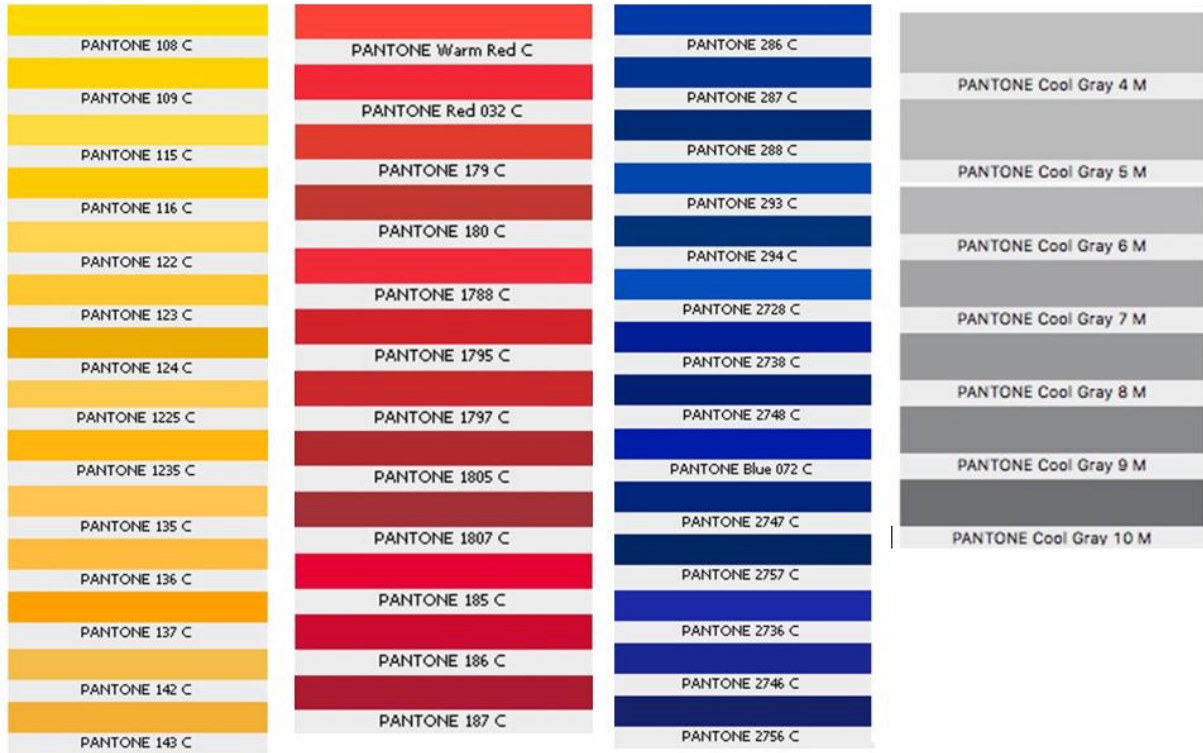 PANTONE 108 C
PANTONE 109 C
PANTONE 115 C
PANTONE 116 C
PANTONE 122 C
PANTONE 123 C
PANTONE 124 C
PANTONE 1225 C
PANTONE 1235 C
PANTONE 135 C
PANTONE 136 C
PANTONE 137 C
PANTONE 142 C
PANTONE 143 C
PANTONE Warm Red C
PANTONE Red 032 C
PANTONE 179 C
PANTONE 180 C
PANTONE 1788 C
PANTONE 1795 C
PANTONE 1797 C
PANTONE 1805 C
PANTONE 1807 C
PANTONE 185 C
PANTONE 186 C
PANTONE 187 C
PANTONE 286 C
PANTONE 287 C
PANTONE 288 C
PANTONE 293 C
PANTONE 294 C
PANTONE 2728 C
PANTONE 2738 C
PANTONE 2748 C
PANTONE Blue 072 C
PANTONE 2747 C
PANTONE 2757 C
PANTONE 2736 C
PANTONE 2746 C
PANTONE 2756 C
PANTONE Cool Gray 4 M
PANTONE Cool Gray 5 M
PANTONE Cool Gray 6 M
PANTONE Cool Gray 7 M
PANTONE Cool Gray 8 M
PANTONE Cool Gray 9 M
PANTONE Cool Gray 10 M